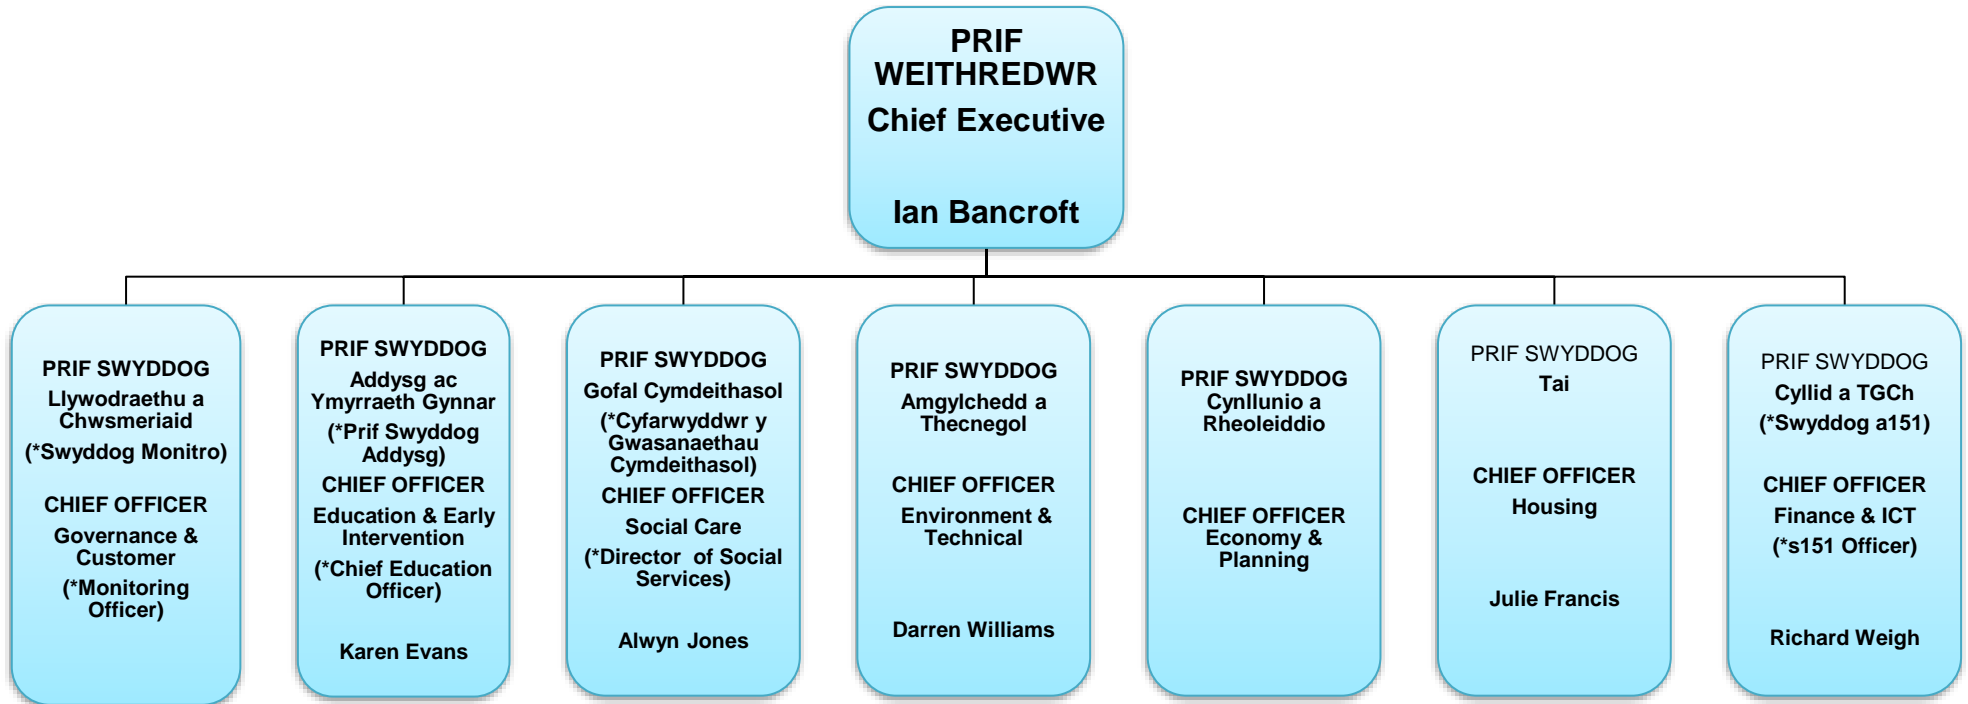 PRIF
WEITHREDWR
Chief Executive
Ian Bancroft
PRIF SWYDDOG
Llywodraethu a
Chwsmeriaid
(*Swyddog Monitro)
CHIEF OFFICER
Governance &
Customer
(*Monitoring
Officer)
PRIF SWYDDOG
Addysg ac
Ymyrraeth Gynnar
(*Prif Swyddog
Addysg)
CHIEF OFFICER
Education & Early
Intervention
(*Chief Education
Officer)
Karen Evans
PRIF SWYDDOG
Gofal Cymdeithasol
(*Cyfarwyddwr y
Gwasanaethau
Cymdeithasol)
CHIEF OFFICER
Social Care
(*Director of Social
Services)
Alwyn Jones
PRIF SWYDDOG
Amgylchedd a
Thecnegol
CHIEF OFFICER
Environment &
Technical
Darren Williams
PRIF SWYDDOG
Cynllunio a
Rheoleiddio
CHIEF OFFICER
Economy &
Planning
PRIF SWYDDOG
Tai
CHIEF OFFICER
Housing
Julie Francis
PRIF SWYDDOG
Cyllid a TGCh
(*Swyddog a151)
CHIEF OFFICER
Finance & ICT
(*s151 Officer)
Richard Weigh